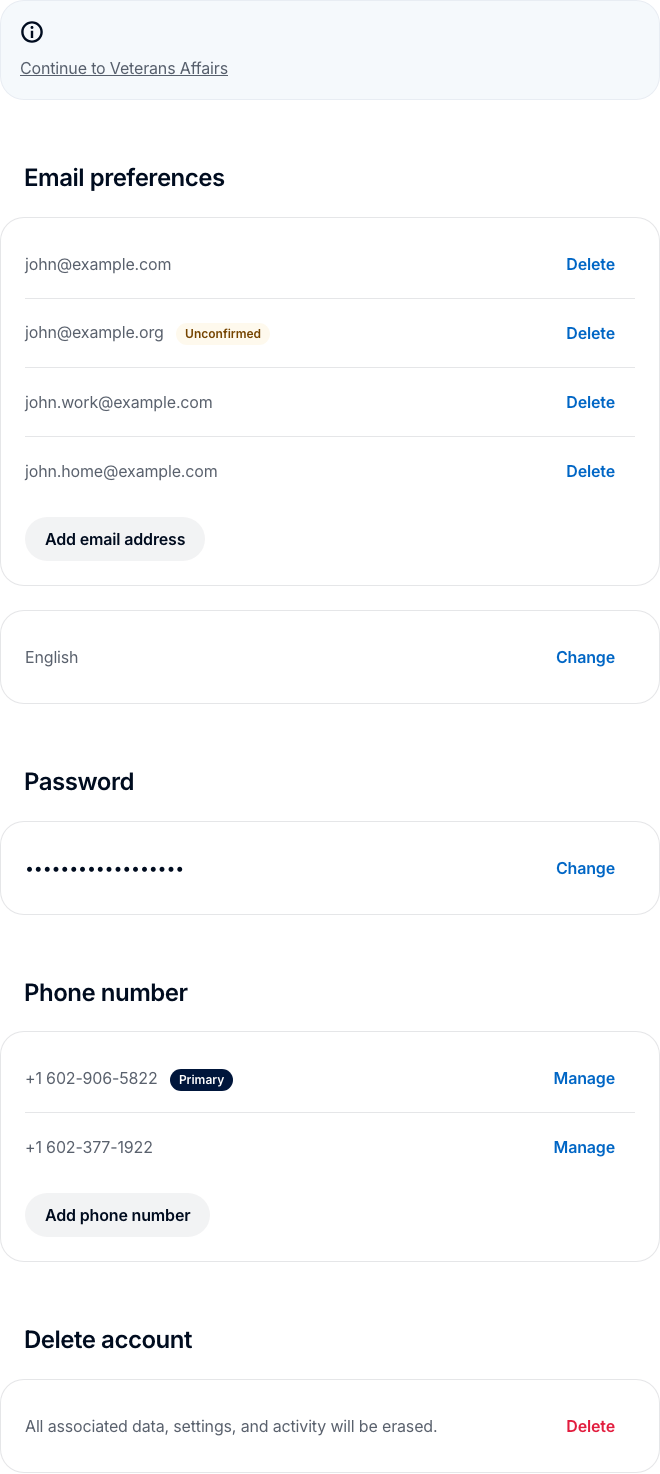 Continue to Veterans Affairs
Email preferences
john@example.com Delete
john@example.org Unconfirmed Delete
john.work@example.com Delete
john.home@example.com Delete
Add email address
English Change
Password
•••••••••••••••••• Change
Phone number
+1 602-906-5822 Primary Manage
+1 602-377-1922 Manage
Add phone number
Delete account
All associated data, settings, and activity will be erased. Delete